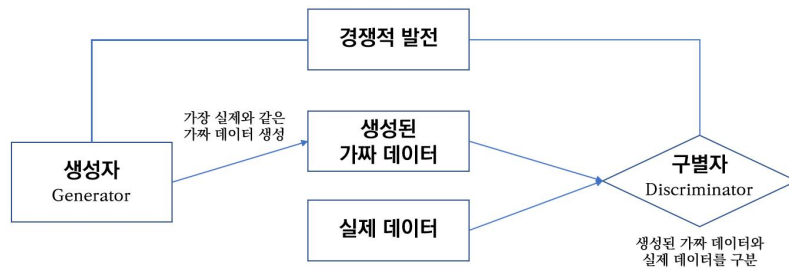 경쟁적 발전
가장 실제와 같은
가짜 데이터 생성
생성자
Generator
생성된
가짜 데이터
실제 데이터
구별자
Discriminator
생성된 가짜 데이터와
실제 데이터를 구분